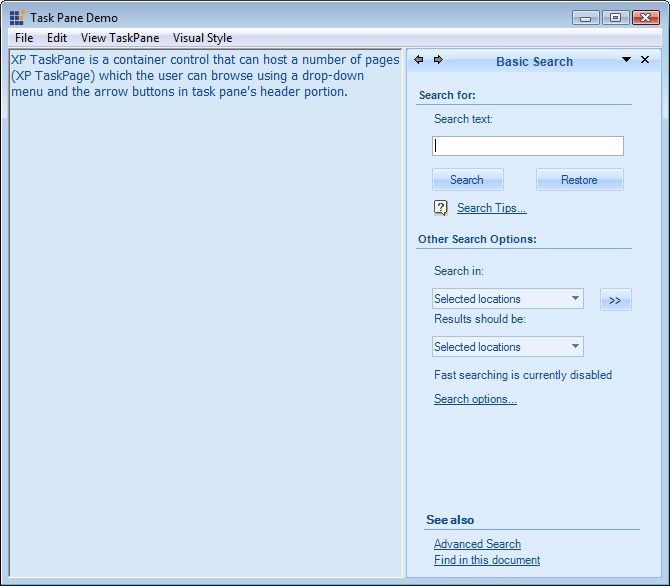 Task Pane Demo
File Edit View TaskPane Visual Style
XP TaskPane is a container control that can host a number of pages
(XP TaskPage) which the user can browse using a drop-down
menu and the arrow buttons in task pane's header portion.
Basic Search
Search for:
Search text:
Search Restore
Search Tips...
Other Search Options:
Search in:
Selected locations >>
Results should be:
Selected locations
Fast searching is currently disabled
Search options...
See also
Advanced Search
Find in this document